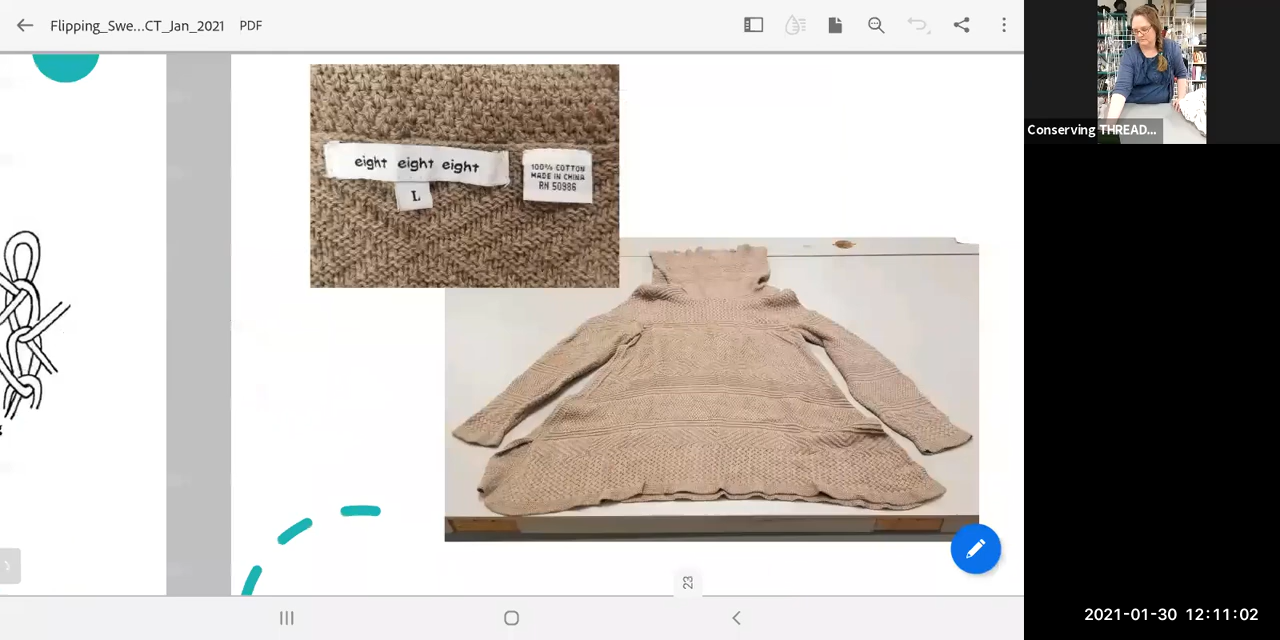 Flipping_Swe...CT_Jan_2021 PDF
eight eight eight
L
100% COTTON
MADE IN CHINA
RN 50986
Conserving THREAD...
23
2021-01-30 12:11:02